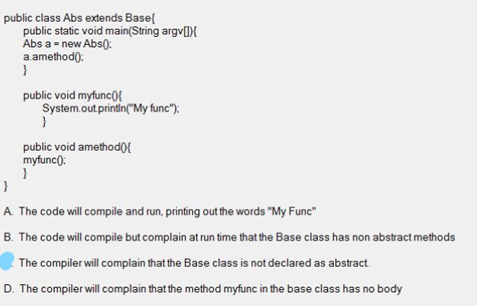 public class Abs extends Base{
public static void main(String argv[]){
Abs a = new Abs();
a.amethod();
}
public void myfunc(){
System.out.println("My func");
}
public void amethod(){
myfunc();
}
}
A. The code will compile and run, printing out the words "My Func"
B. The code will compile but complain at run time that the Base class has non abstract methods
The compiler will complain that the Base class is not declared as abstract.
D. The compiler will complain that the method myfunc in the base class has no body